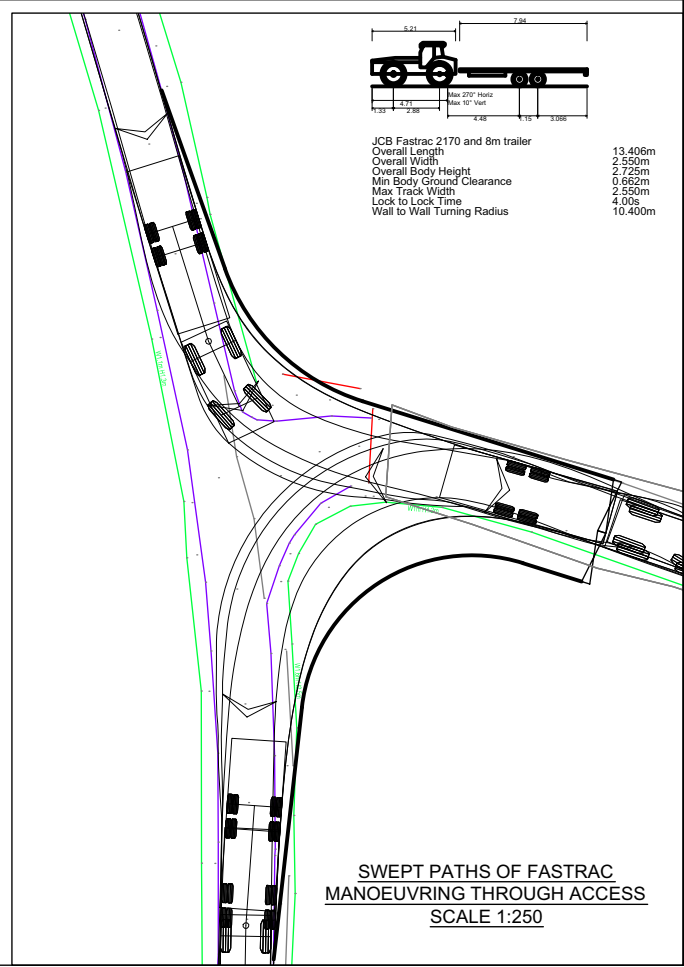 5.21
7.94
Max 270° Horiz
Max 10° Vert
4.71
1.33
2.88
4.48
1.15
3.066
JCB Fastrac 2170 and 8m trailer
Overall Length 13.406m
Overall Width 2.550m
Overall Body Height 2.725m
Min Body Ground Clearance 0.662m
Max Track Width 2.550m
Lock to Lock Time 4.00s
Wall to Wall Turning Radius 10.400m
SWEPT PATHS OF FASTRAC
MANOEUVRING THROUGH ACCESS
SCALE 1:250